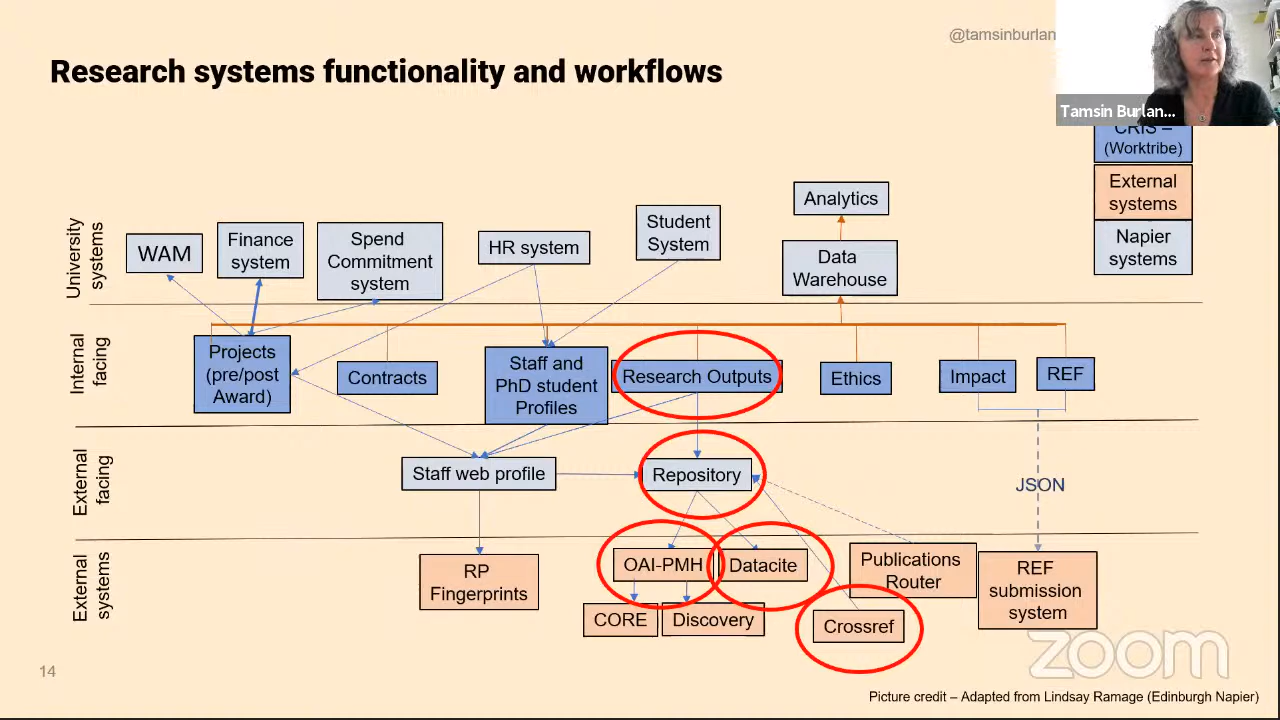 @tamsinburlan
Research systems functionality and workflows
Tamsin Burlan...
CRIS –
(Worktribe)
External
systems
Napier
systems
University
systems
WAM
Finance
system
Spend
Commitment
system
HR system
Student
System
Analytics
Data
Warehouse
Internal
facing
Projects
(pre/post
Award)
Contracts
Staff and
PhD student
Profiles
Research Outputs
Ethics
Impact
REF
External
facing
Staff web profile
Repository
JSON
External
systems
RP
Fingerprints
OAI-PMH
Datacite
Publications
Router
REF
submission
system
CORE
Discovery
Crossref
zoom
14
Picture credit – Adapted from Lindsay Ramage (Edinburgh Napier)